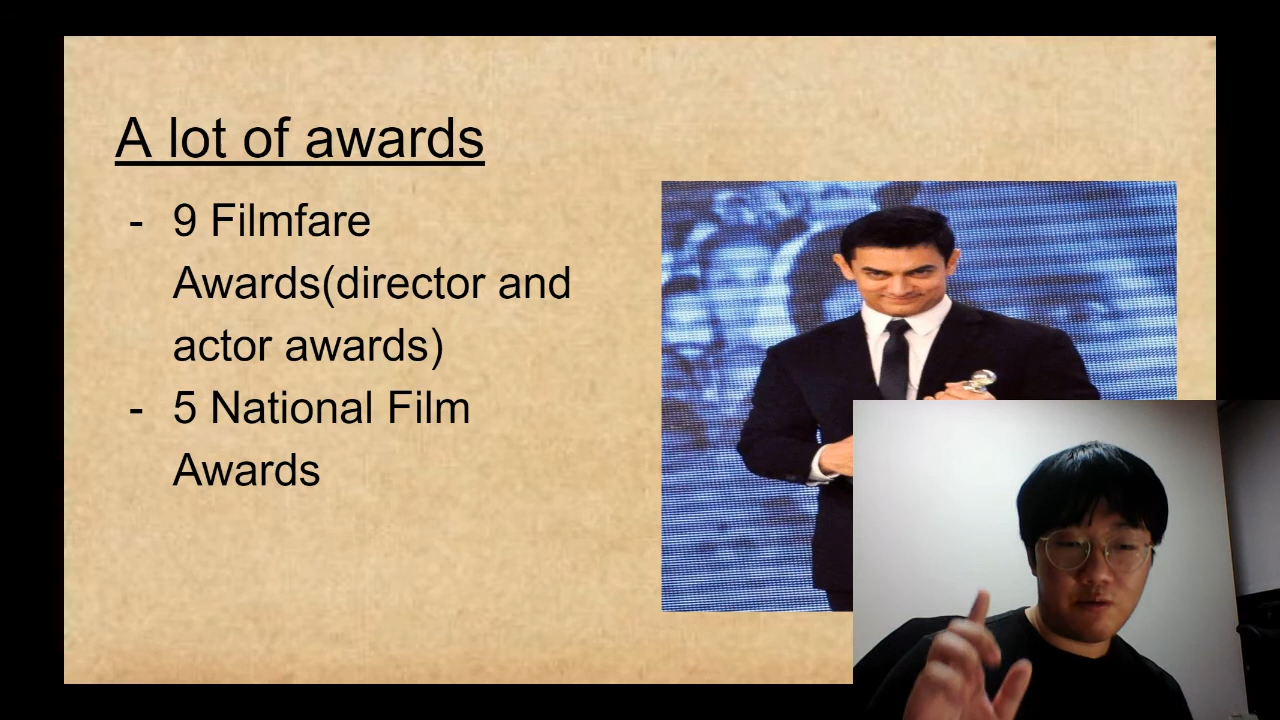 A lot of awards
- 9 Filmfare
Awards(director and
actor awards)
- 5 National Film
Awards